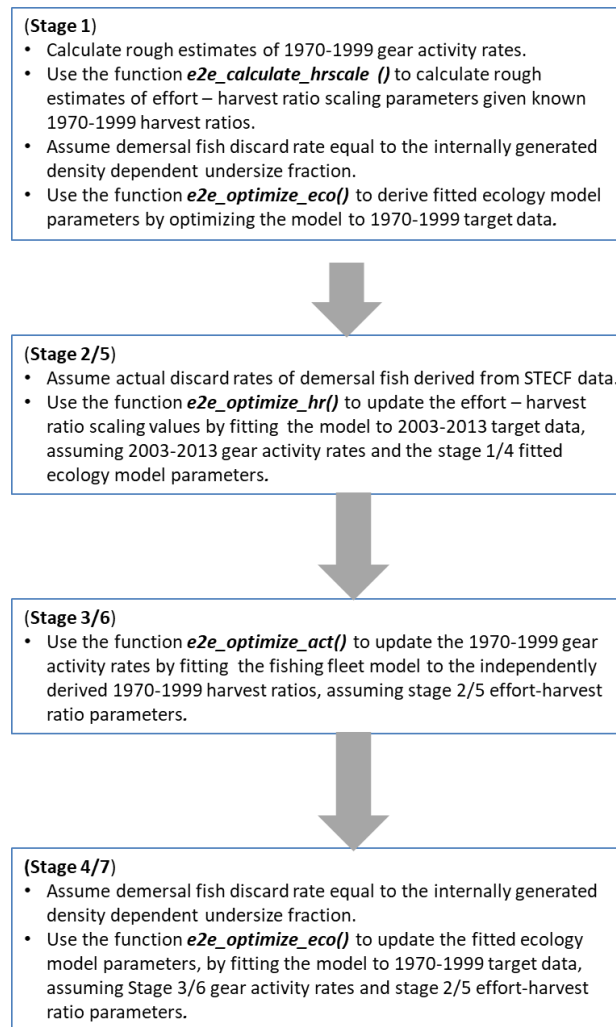 (Stage 1)
• Calculate rough estimates of 1970-1999 gear activity rates.
• Use the function e2e_calculate_hrscale () to calculate rough
estimates of effort – harvest ratio scaling parameters given known
1970-1999 harvest ratios.
• Assume demersal fish discard rate equal to the internally generated
density dependent undersize fraction.
• Use the function e2e_optimize_eco() to derive fitted ecology model
parameters by optimizing the model to 1970-1999 target data.
(Stage 2/5)
• Assume actual discard rates of demersal fish derived from STECF data.
• Use the function e2e_optimize_hr() to update the effort – harvest
ratio scaling values by fitting the model to 2003-2013 target data,
assuming 2003-2013 gear activity rates and the stage 1/4 fitted
ecology model parameters.
(Stage 3/6)
• Use the function e2e_optimize_act() to update the 1970-1999 gear
activity rates by fitting the fishing fleet model to the independently
derived 1970-1999 harvest ratios, assuming stage 2/5 effort-harvest
ratio parameters.
(Stage 4/7)
• Assume demersal fish discard rate equal to the internally generated
density dependent undersize fraction.
• Use the function e2e_optimize_eco() to update the fitted ecology
model parameters, by fitting the model to 1970-1999 target data,
assuming Stage 3/6 gear activity rates and stage 2/5 effort-harvest
ratio parameters.